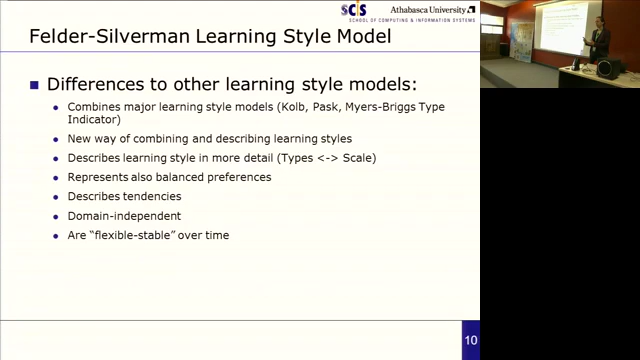 SCIS
Athabasca University
SCHOOL OF COMPUTING & INFORMATION SYSTEMS
Felder-Silverman Learning Style Model
Differences to other learning style models:
Combines major learning style models (Kolb, Pask, Myers-Briggs Type
Indicator)
New way of combining and describing learning styles
Describes learning style in more detail (Types <-> Scale)
Represents also balanced preferences
Describes tendencies
Domain-independent
Are “flexible-stable” over time
10